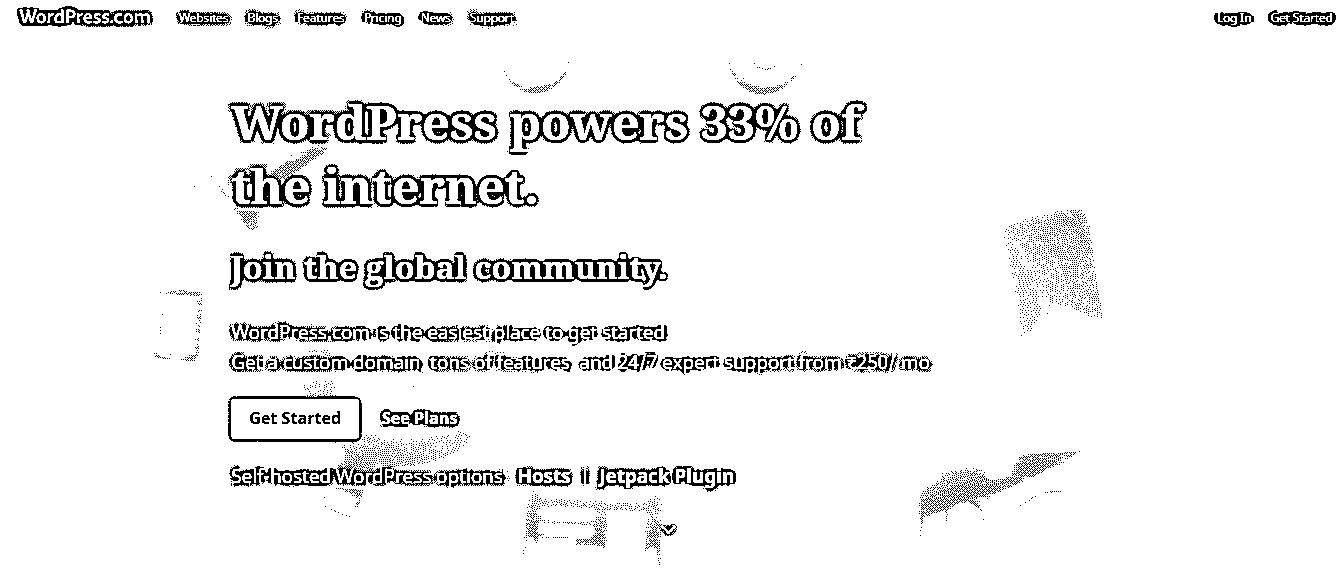 WordPress.com Websites Blogs Features Pricing News Support Log In Get Started
WordPress powers 33% of
the internet.
Join the global community.
WordPress.com is the easiest place to get started.
Get a custom domain, tons of features, and 24/7 expert support from €250/mo
Get Started See Plans
Self-hosted WordPress options: Hosts || Jetpack Plugin